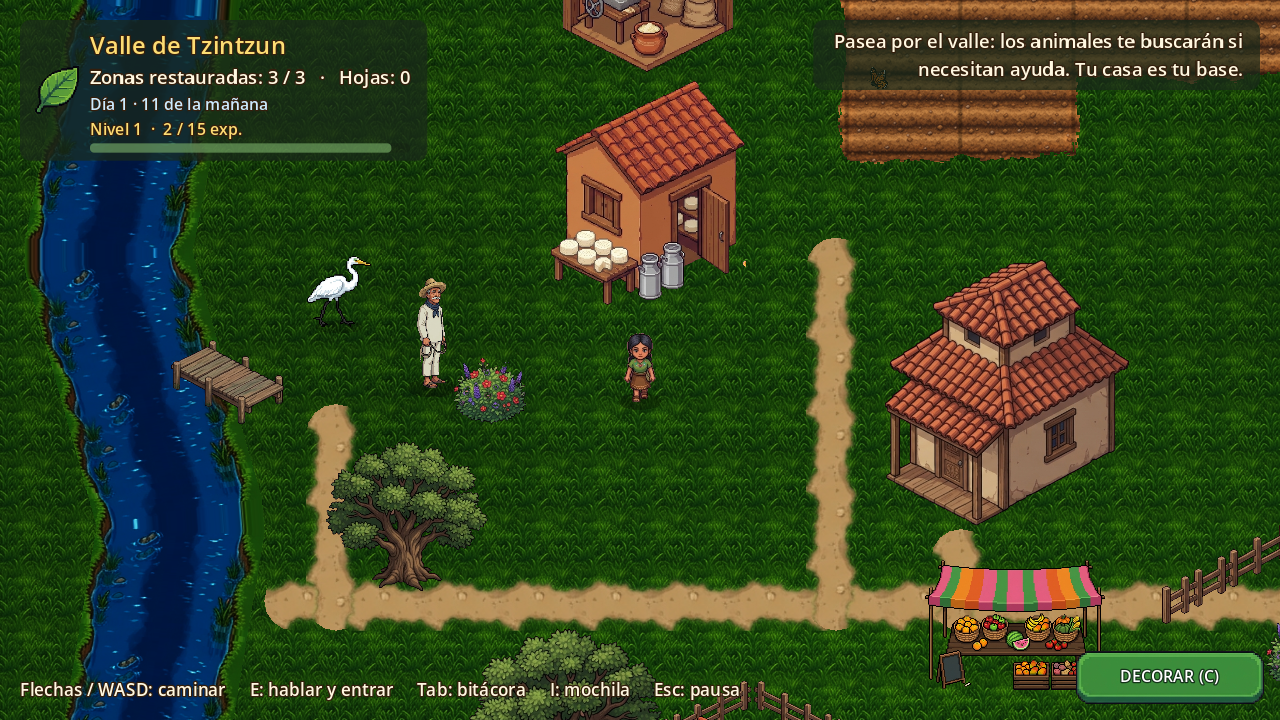 Valle de Tzintzun
Zonas restauradas: 3 / 3 · Hojas: 0
Día 1 · 11 de la mañana
Nivel 1 · 2 / 15 exp.
Pasea por el valle: los animales te buscarán si
necesitan ayuda. Tu casa es tu base.
Flechas / WASD: caminar E: hablar y entrar Tab: bitácora I: mochila Esc: pausa
DECORAR (C)